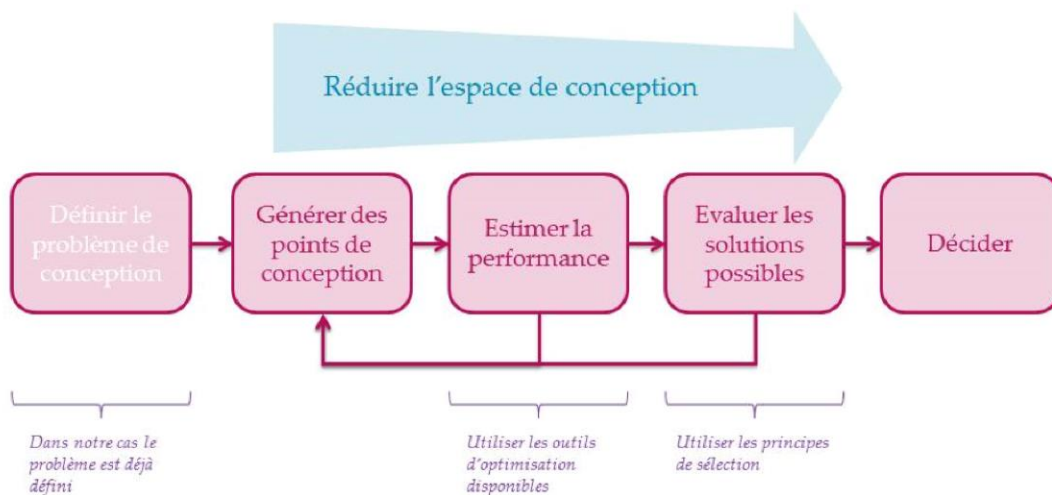 Réduire l'espace de conception
Définir le
problème de
conception
Générer des
points de
conception
Estimer la
performance
Evaluer les
solutions
possibles
Décider
Dans notre cas le
problème est déjà
défini
Utiliser les outils
d'optimisation
disponibles
Utiliser les principes
de sélection